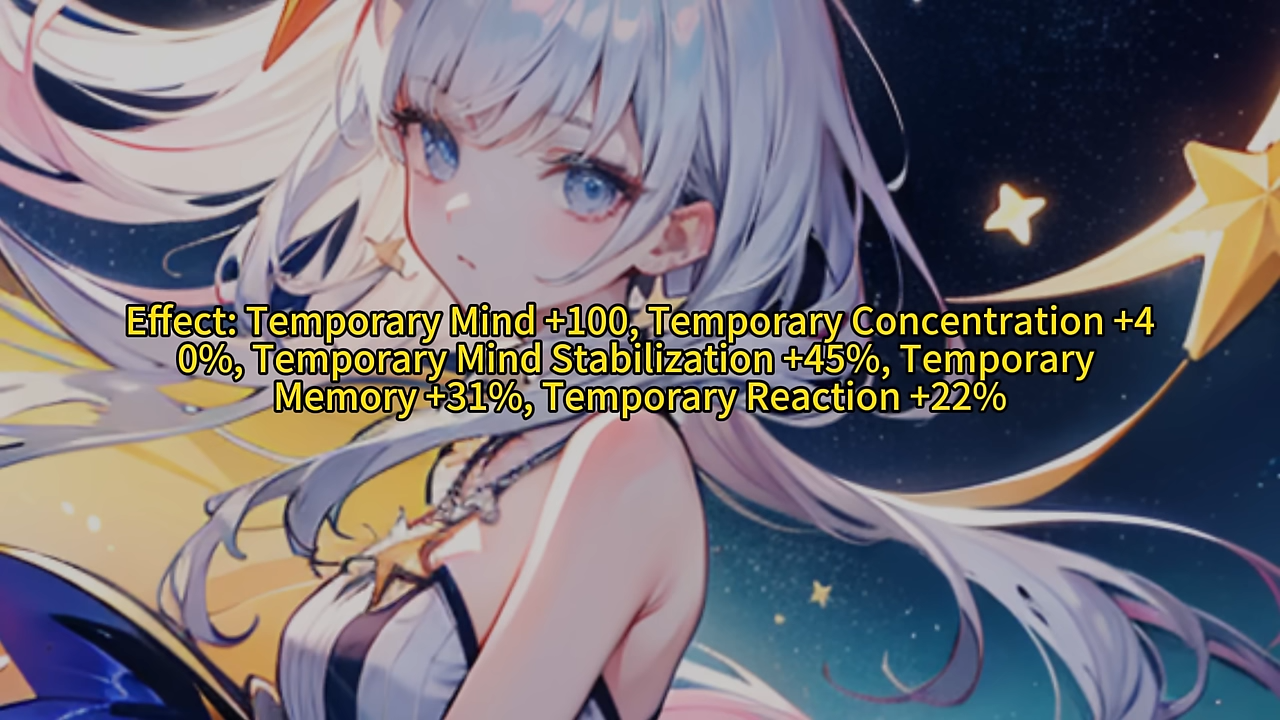 Effect: Temporary Mind +100, Temporary Concentration +4
0%, Temporary Mind Stabilization +45%, Temporary
Memory +31%, Temporary Reaction +22%